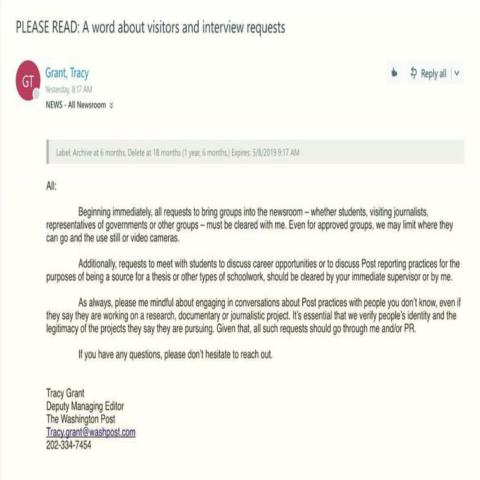 PLEASE READ: A word about visitors and interview requests
GT
Grant, Tracy
Reply all
Yesterday, 8:17 AM
NEWS - All Newsroom
Label: Archive at 6 months, Delete at 18 months (1 year, 6 months,) Expires: 5/8/2019 9:17 AM
All:
Beginning immediately, all requests to bring groups into the newsroom – whether students, visiting journalists,
representatives of governments or other groups – must be cleared with me. Even for approved groups, we may limit where they
can go and the use still or video cameras.
Additionally, requests to meet with students to discuss career opportunities or to discuss Post reporting practices for the
purposes of being a source for a thesis or other types of schoolwork, should be cleared by your immediate supervisor or by me.
As always, please me mindful about engaging in conversations about Post practices with people you don't know, even if
they say they are working on a research, documentary or journalistic project. It's essential that we verify people's identity and the
legitimacy of the projects they say they are pursuing. Given that, all such requests should go through me and/or PR.
If you have any questions, please don't hesitate to reach out.
Tracy Grant
Deputy Managing Editor
The Washington Post
Tracy.grant@washpost.com
202-334-7454